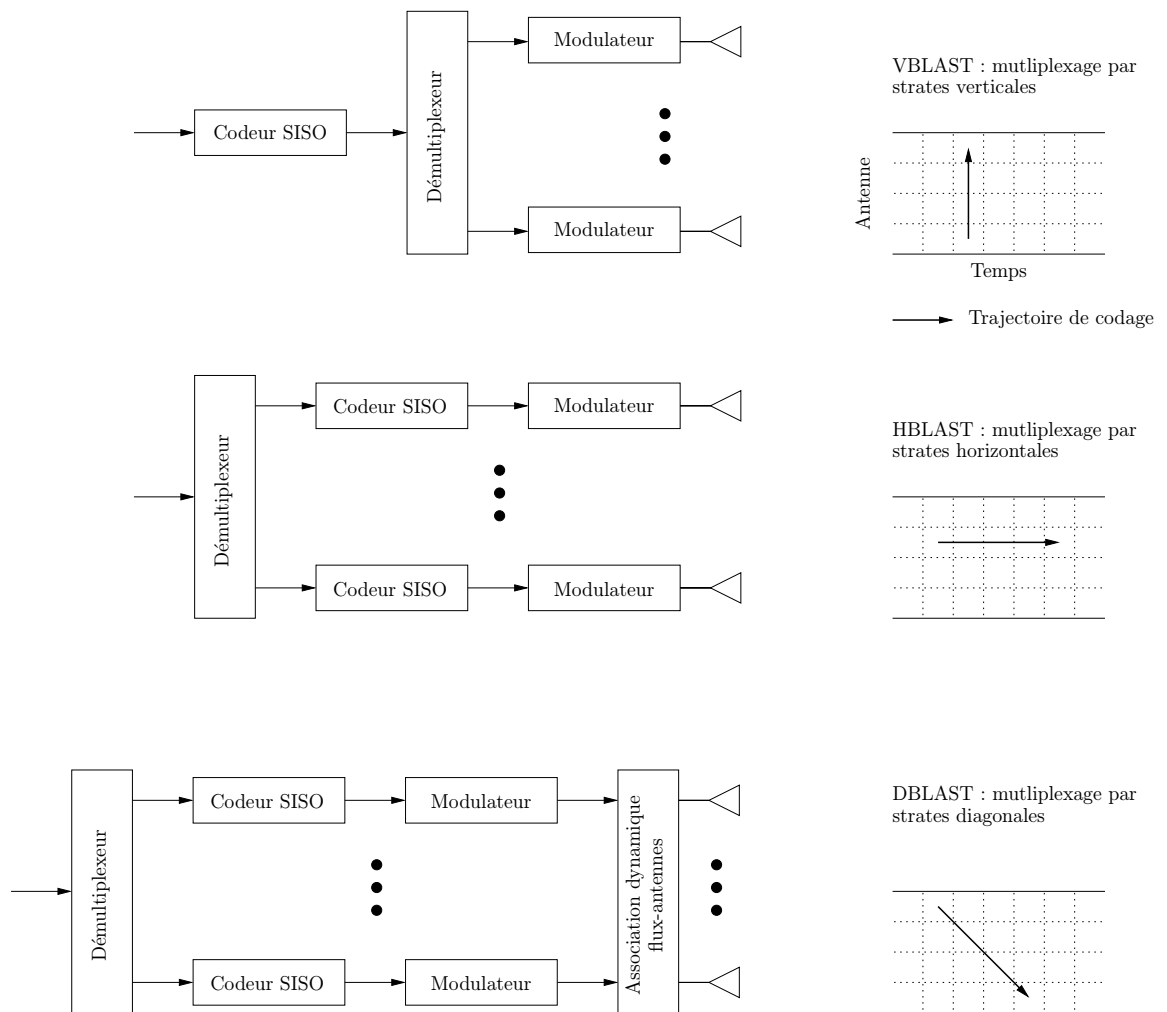 Modulateur
VBLAST : mutliplexage par
strates verticales
Codeur SISO
Démultiplexeur
Antenne
Modulateur
Temps
Trajectoire de codage
Codeur SISO
Modulateur
HBLAST : mutliplexage par
strates horizontales
Démultiplexeur
Codeur SISO
Modulateur
DBLAST : mutliplexage par
strates diagonales
Codeur SISO
Modulateur
Démultiplexeur
Association dynamique
flux-antennes
Codeur SISO
Modulateur